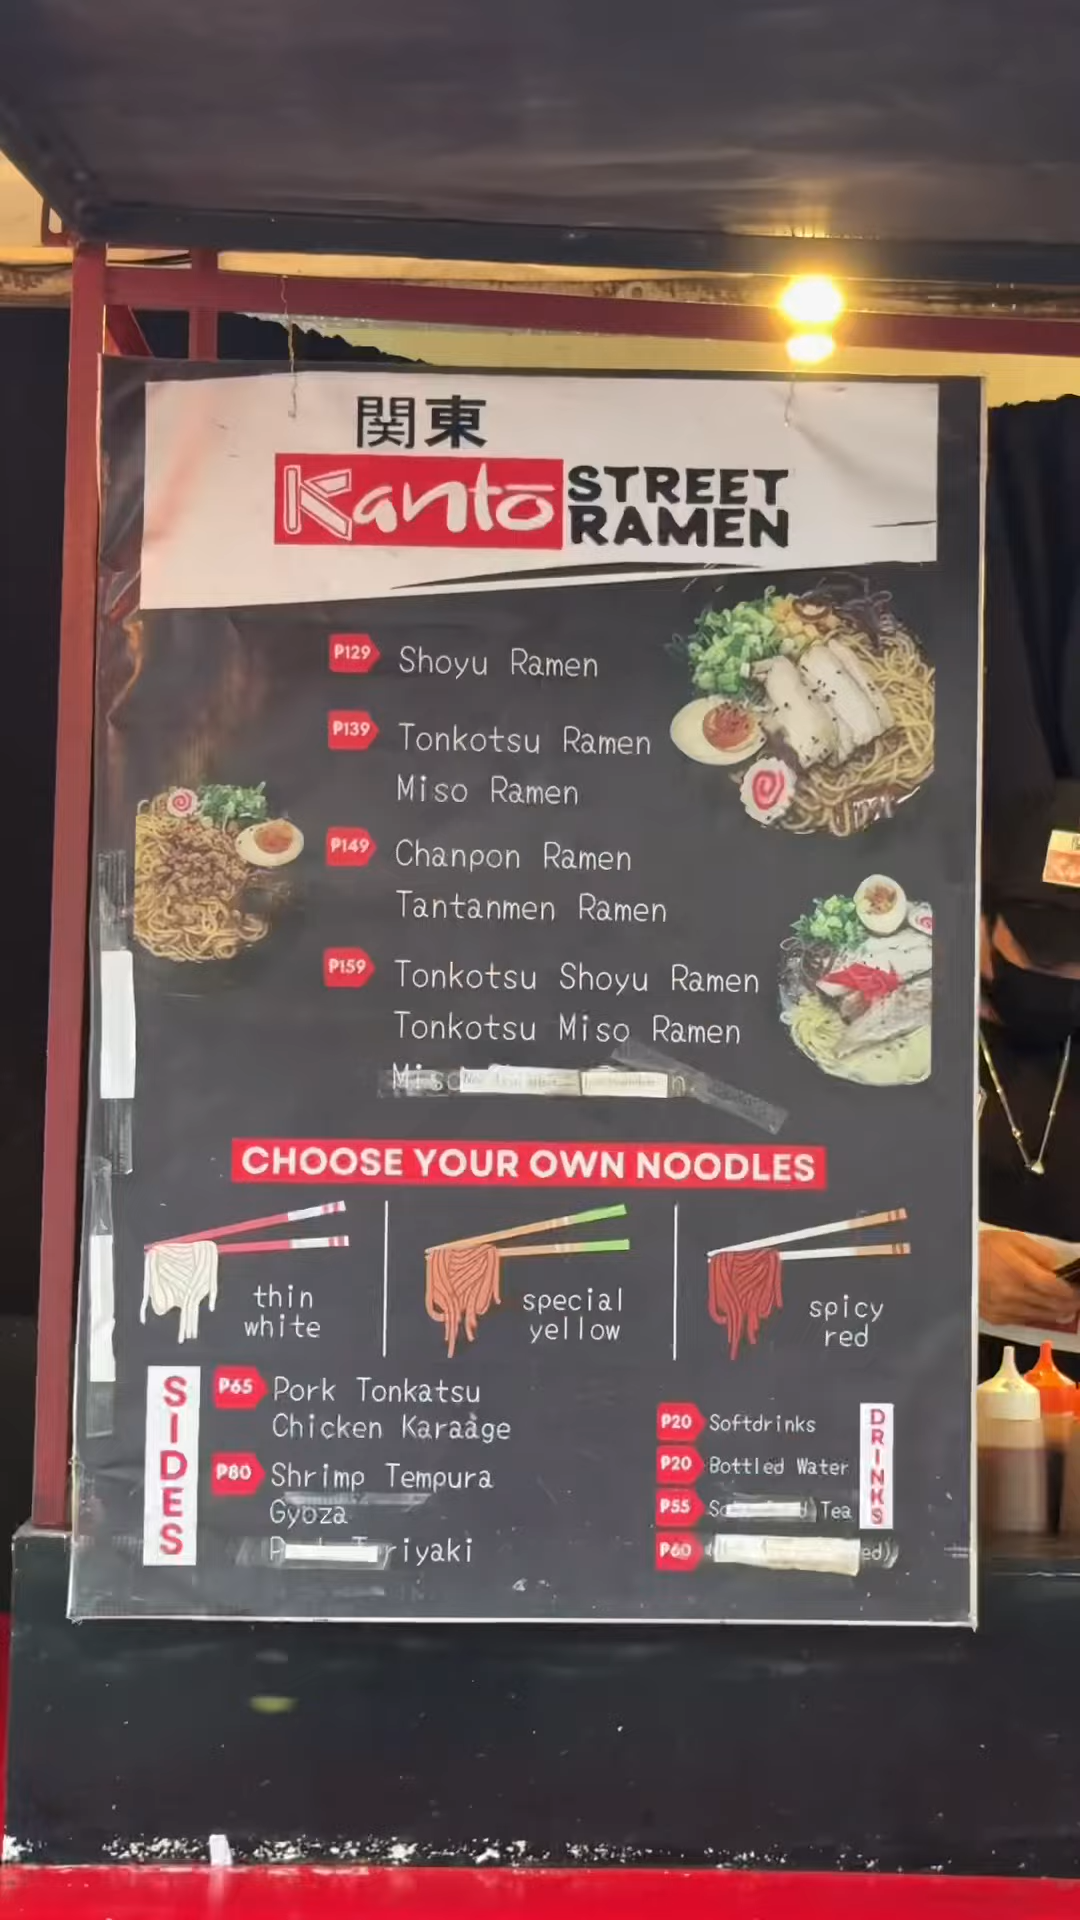 関東
Kantō STREET
RAMEN
P129 Shoyu Ramen
P139 Tonkotsu Ramen
Miso Ramen
P149 Chanpon Ramen
Tantanmen Ramen
P159 Tonkotsu Shoyu Ramen
Tonkotsu Miso Ramen
Miso
CHOOSE YOUR OWN NOODLES
thin
white
special
yellow
spicy
red
SIDES
P65 Pork Tonkatsu
Chicken Karaage
P80 Shrimp Tempura
Gyoza
DRINKS
P20 Softdrinks
P20 Bottled Water
P55 Tea
P60